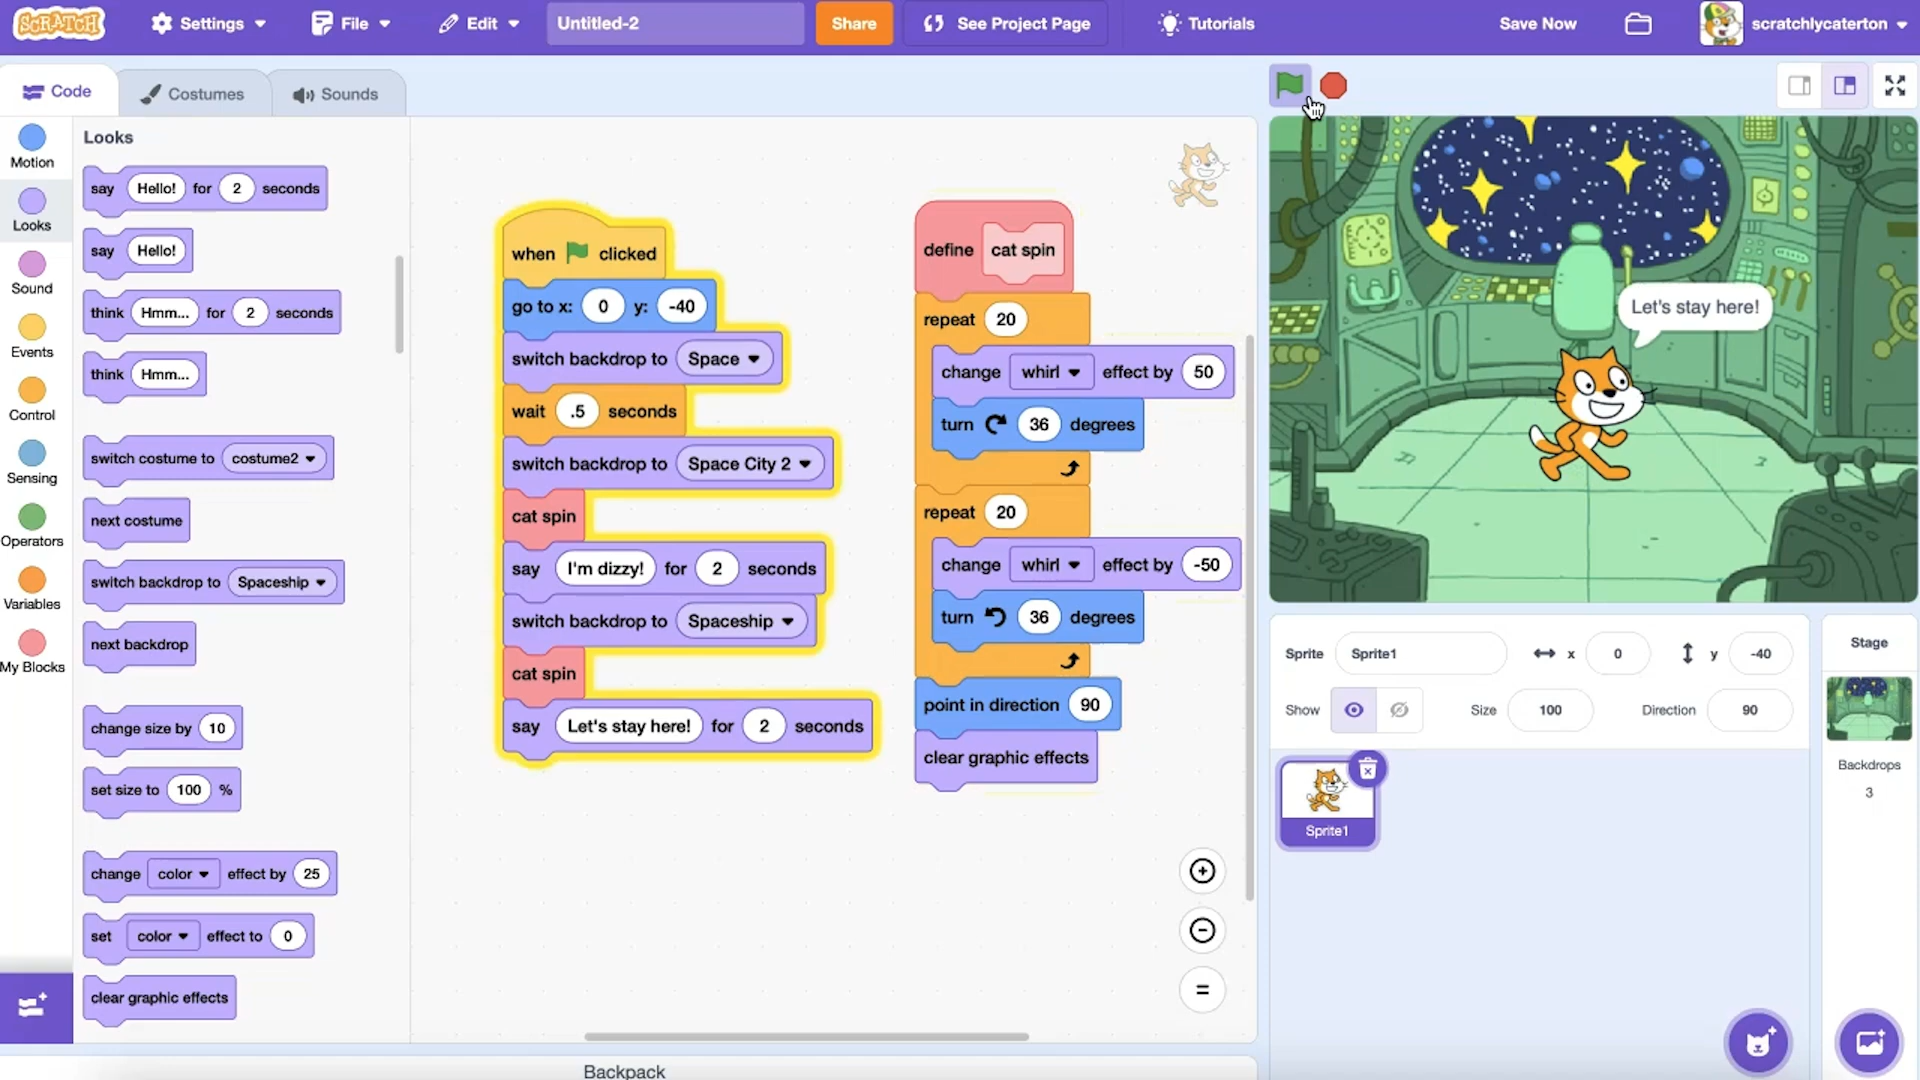 SCRATCH Settings File Edit Untitled-2 Share See Project Page Tutorials Save Now scratchlycaterton
Code Costumes Sounds
Motion
Looks
Sound
Events
Control
Sensing
Operators
Variables
My Blocks
Looks
say Hello! for 2 seconds
say Hello!
think Hmm... for 2 seconds
think Hmm...
switch costume to costume2
next costume
switch backdrop to Spaceship
next backdrop
change size by 10
set size to 100 %
change color effect by 25
set color effect to 0
clear graphic effects
when clicked
go to x: 0 y: -40
switch backdrop to Space
wait .5 seconds
switch backdrop to Space City 2
cat spin
say I'm dizzy! for 2 seconds
switch backdrop to Spaceship
cat spin
say Let's stay here! for 2 seconds
define cat spin
repeat 20
change whirl effect by 50
turn 36 degrees
repeat 20
change whirl effect by -50
turn 36 degrees
point in direction 90
clear graphic effects
Let's stay here!
Sprite Sprite1 x 0 y -40
Show Size 100 Direction 90
Sprite1
Stage
Backdrops
3
Backpack